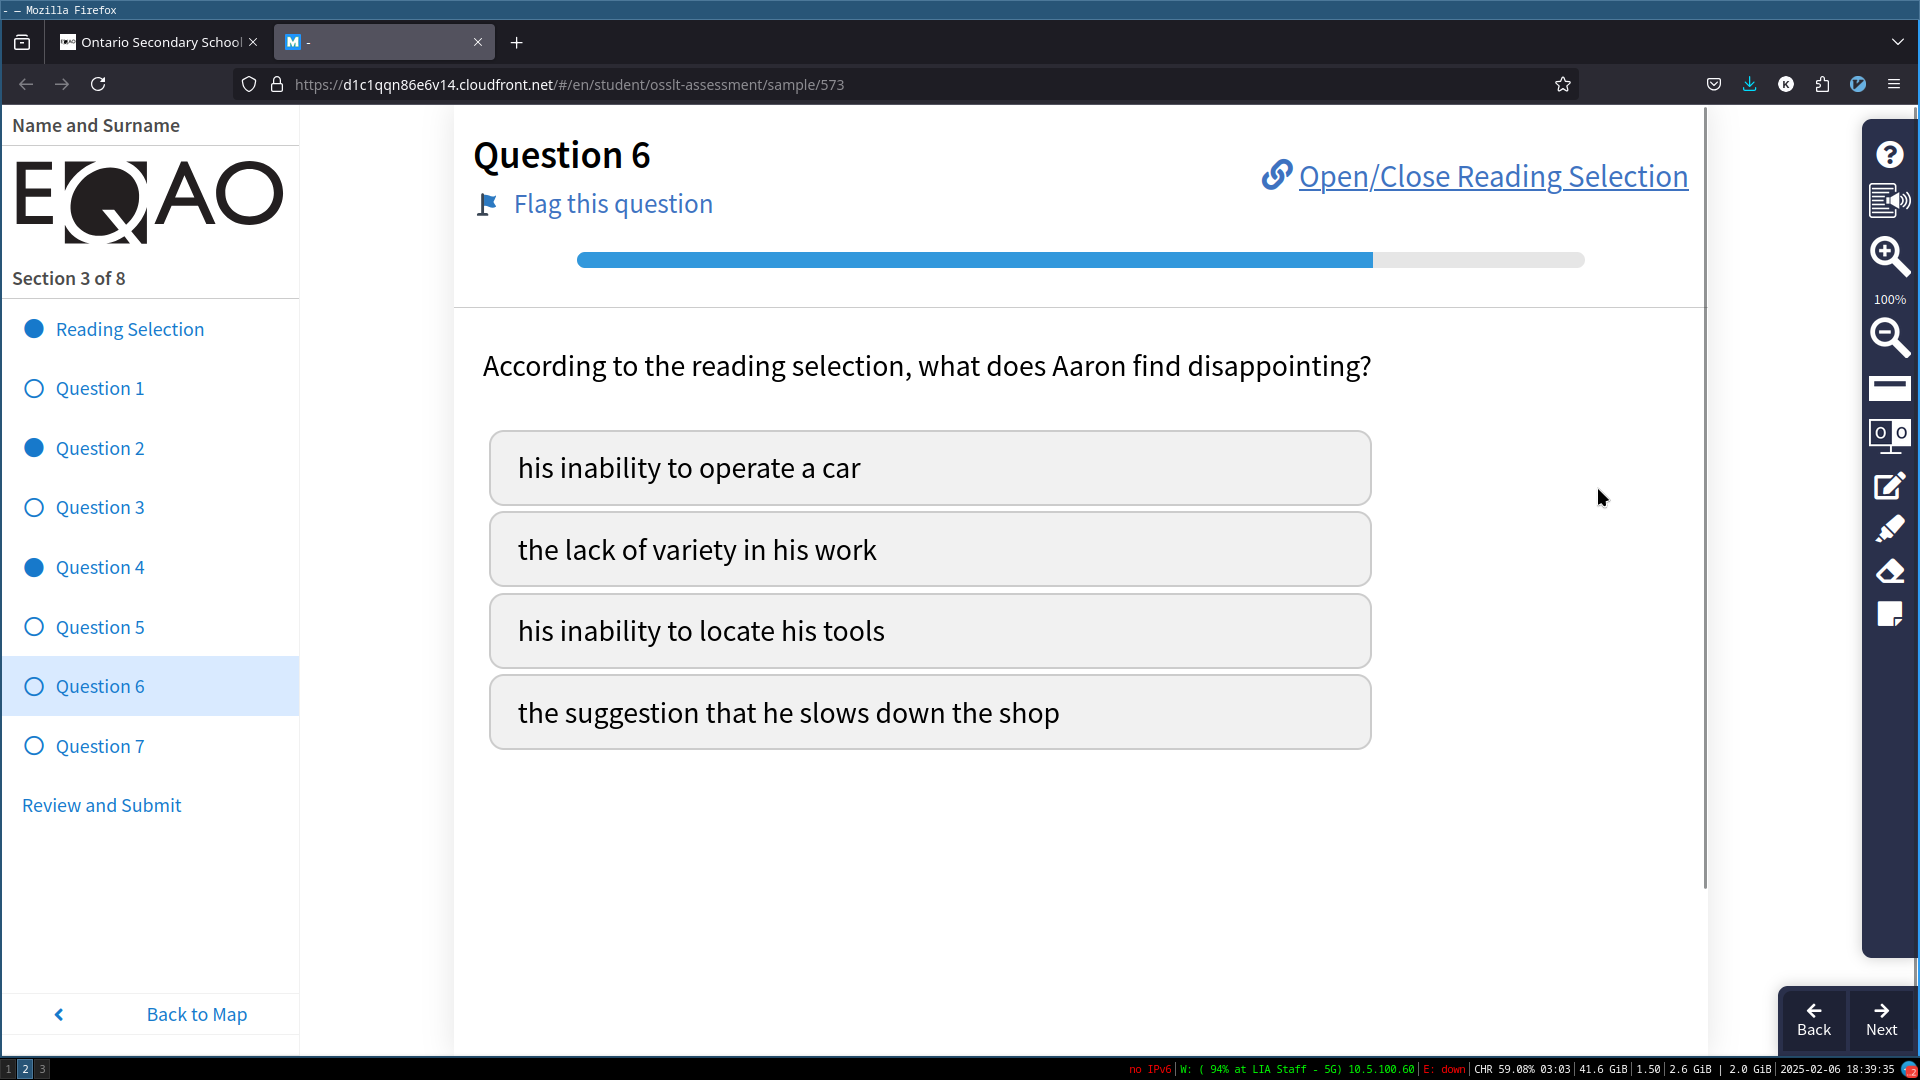 - — Mozilla Firefox
Ontario Secondary School
M -
https://d1c1qqn86e6v14.cloudfront.net/#/en/student/osslt-assessment/sample/573
K
Name and Surname
EQAO
Section 3 of 8
Reading Selection
Question 1
Question 2
Question 3
Question 4
Question 5
Question 6
Question 7
Review and Submit
Back to Map
Question 6
Flag this question
Open/Close Reading Selection
According to the reading selection, what does Aaron find disappointing?
his inability to operate a car
the lack of variety in his work
his inability to locate his tools
the suggestion that he slows down the shop
100%
Back
Next
1 2 3
no IPv6 | W: ( 94% at LIA Staff - 5G) 10.5.100.60 | E: down | CHR 59.08% 03:03 | 41.6 GiB | 1.50 | 2.6 GiB | 2.0 GiB | 2025-02-06 18:39:35